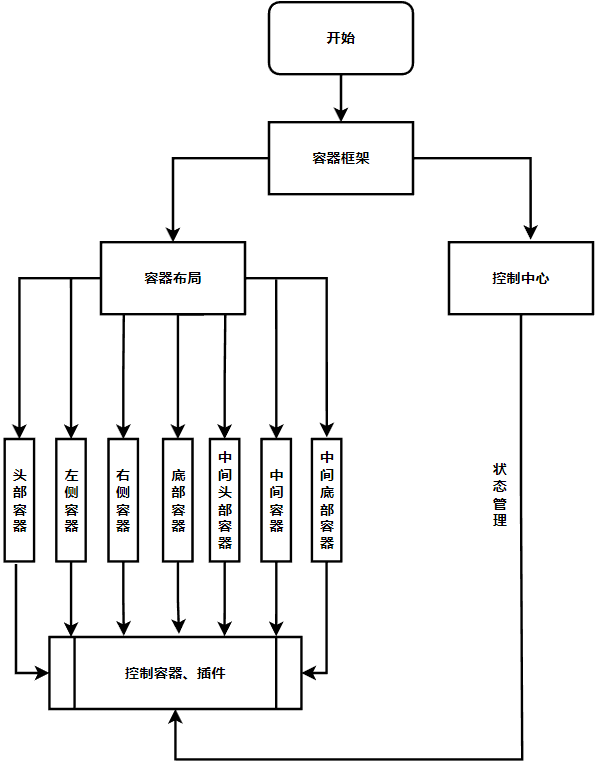 开始
容器框架
容器布局
控制中心
头部容器
左侧容器
右侧容器
底部容器
中间头部容器
中间容器
中间底部容器
状态管理
控制容器、插件